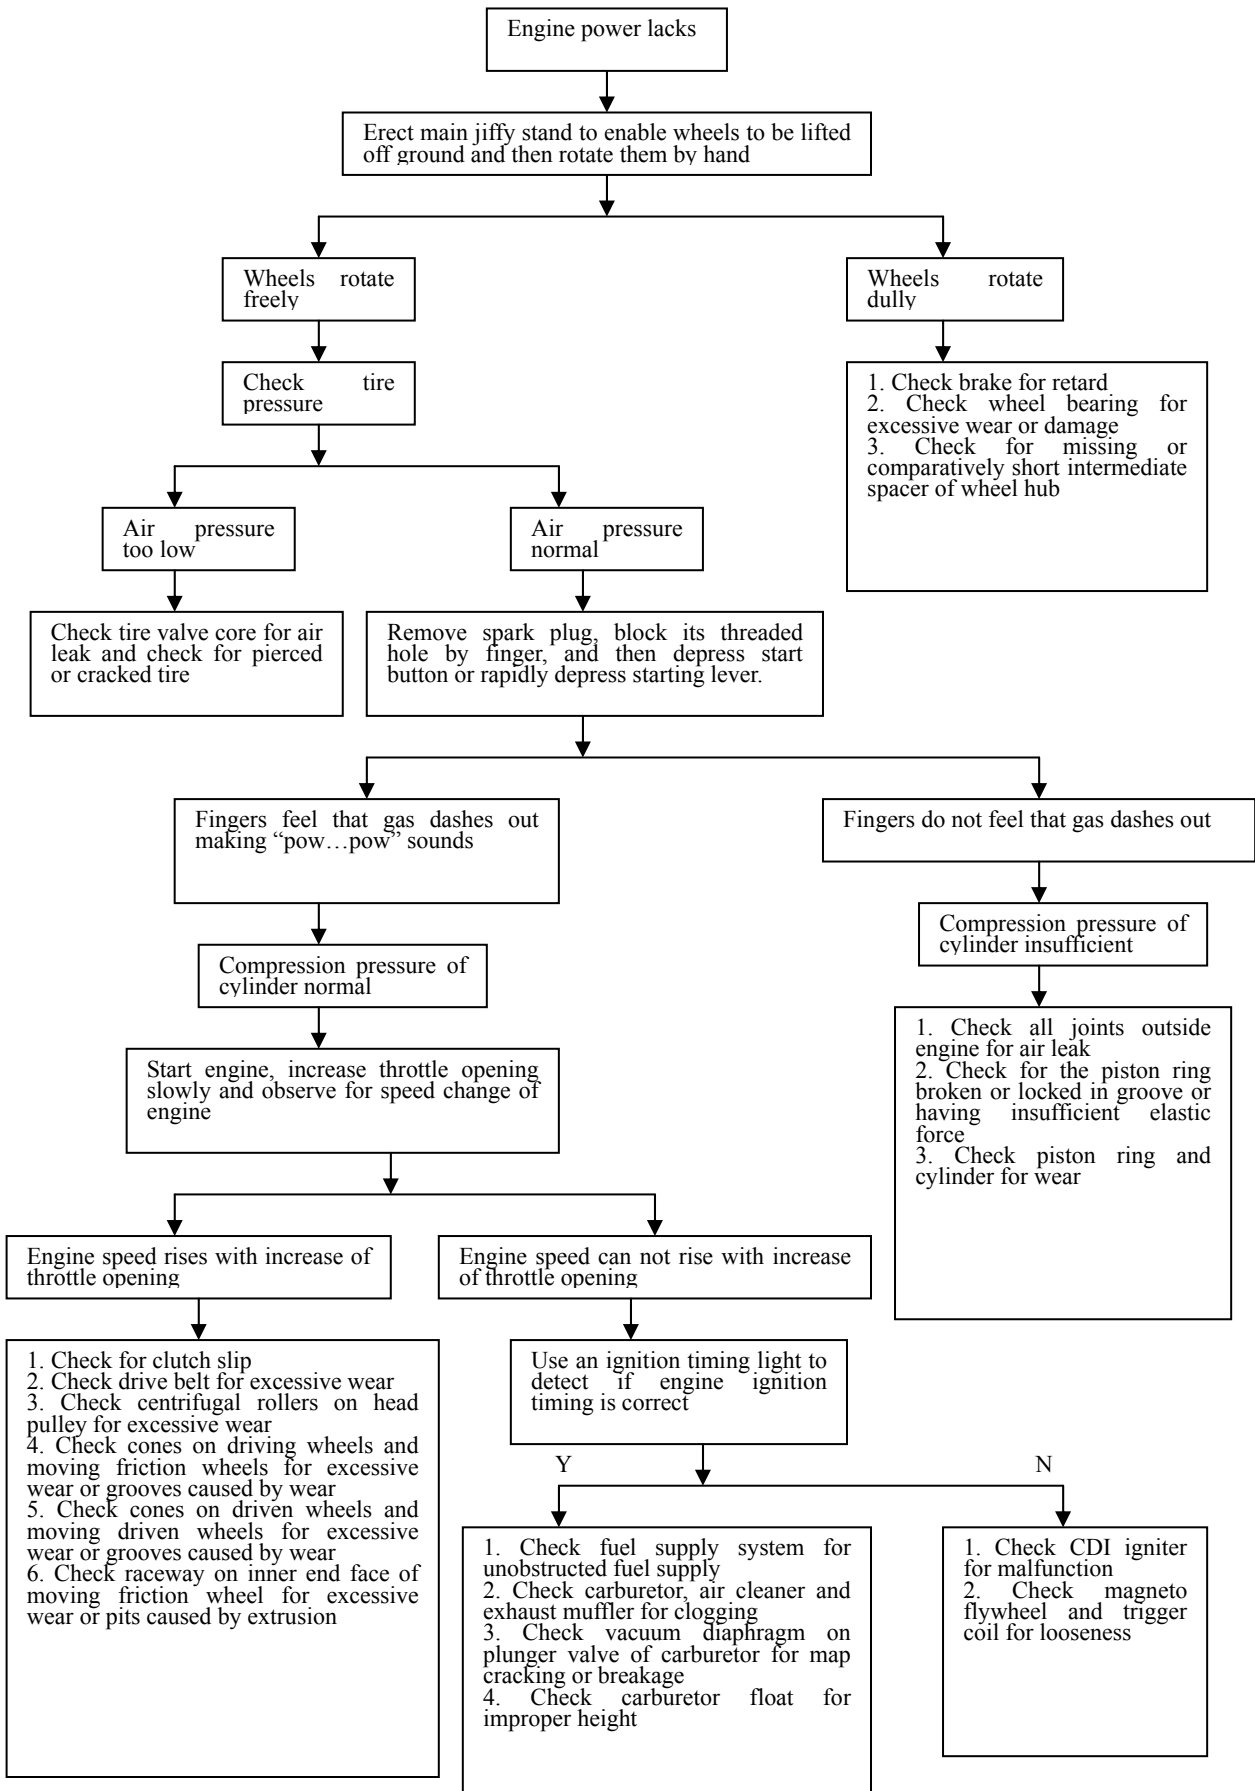 Engine power lacks
Erect main jiffy stand to enable wheels to be lifted
off ground and then rotate them by hand
Wheels rotate
freely
Wheels rotate
dully
Check tire
pressure
1. Check brake for retard
2. Check wheel bearing for
excessive wear or damage
3. Check for missing or
comparatively short intermediate
spacer of wheel hub
Air pressure
too low
Air pressure
normal
Check tire valve core for air
leak and check for pierced
or cracked tire
Remove spark plug, block its threaded
hole by finger, and then depress start
button or rapidly depress starting lever.
Fingers feel that gas dashes out
making “pow…pow” sounds
Fingers do not feel that gas dashes out
Compression pressure of
cylinder normal
Compression pressure of
cylinder insufficient
Start engine, increase throttle opening
slowly and observe for speed change of
engine
1. Check all joints outside
engine for air leak
2. Check for the piston ring
broken or locked in groove or
having insufficient elastic
force
3. Check piston ring and
cylinder for wear
Engine speed rises with increase of
throttle opening
Engine speed can not rise with increase
of throttle opening
1. Check for clutch slip
2. Check drive belt for excessive wear
3. Check centrifugal rollers on head
pulley for excessive wear
4. Check cones on driving wheels and
moving friction wheels for excessive
wear or grooves caused by wear
5. Check cones on driven wheels and
moving driven wheels for excessive
wear or grooves caused by wear
6. Check raceway on inner end face of
moving friction wheel for excessive
wear or pits caused by extrusion
Use an ignition timing light to
detect if engine ignition
timing is correct
Y
N
1. Check fuel supply system for
unobstructed fuel supply
2. Check carburetor, air cleaner and
exhaust muffler for clogging
3. Check vacuum diaphragm on
plunger valve of carburetor for map
cracking or breakage
4. Check carburetor float for
improper height
1. Check CDI igniter
for malfunction
2. Check magneto
flywheel and trigger
coil for looseness